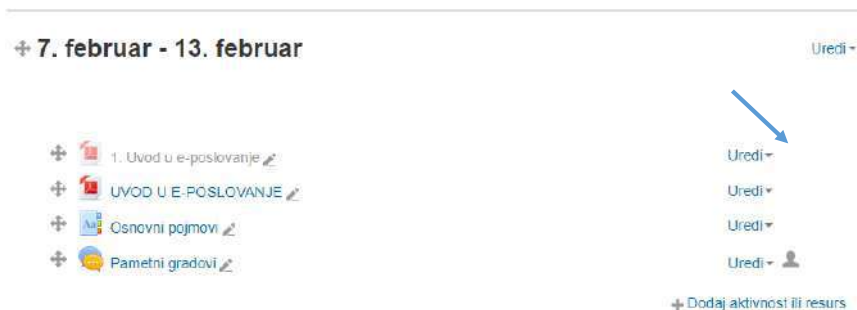 7. februar - 13. februar Uredi
1. Uvod u e-poslovanje Uredi
UVOD U E-POSLOVANJE Uredi
Aa Osnovni pojmovi Uredi
Pametni gradovi Uredi
Dodaj aktivnost ili resurs